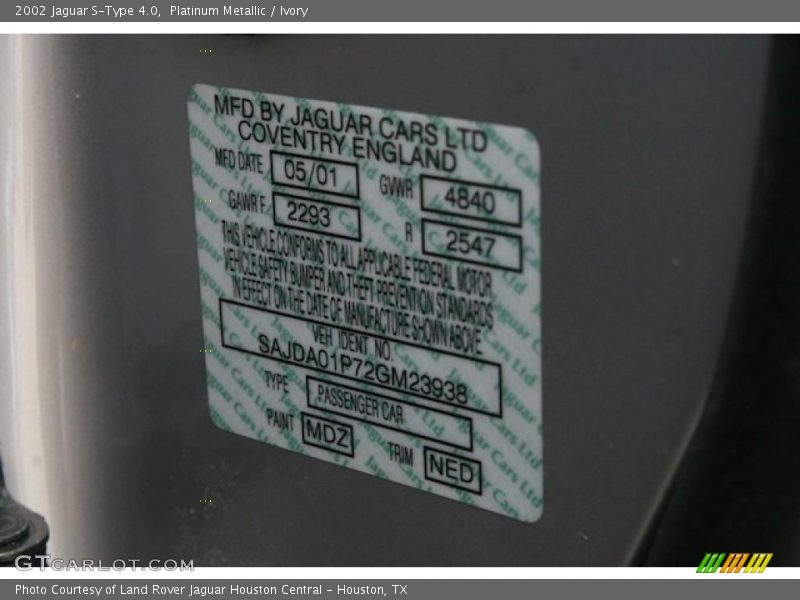 2002 Jaguar S-Type 4.0, Platinum Metallic / Ivory
MFD BY JAGUAR CARS LTD
COVENTRY ENGLAND
MFD DATE 05/01 GVWR 4840
GAWR F 2293 R 2547
THIS VEHICLE CONFORMS TO ALL APPLICABLE FEDERAL MOTOR
VEHICLE SAFETY BUMPER AND THEFT PREVENTION STANDARDS
IN EFFECT ON THE DATE OF MANUFACTURE SHOWN ABOVE
VEH IDENT NO.
SAJDA01P72GM23938
TYPE PASSENGER CAR
PAINT MDZ TRIM NED
GTCARLOT.COM
Photo Courtesy of Land Rover Jaguar Houston Central - Houston, TX